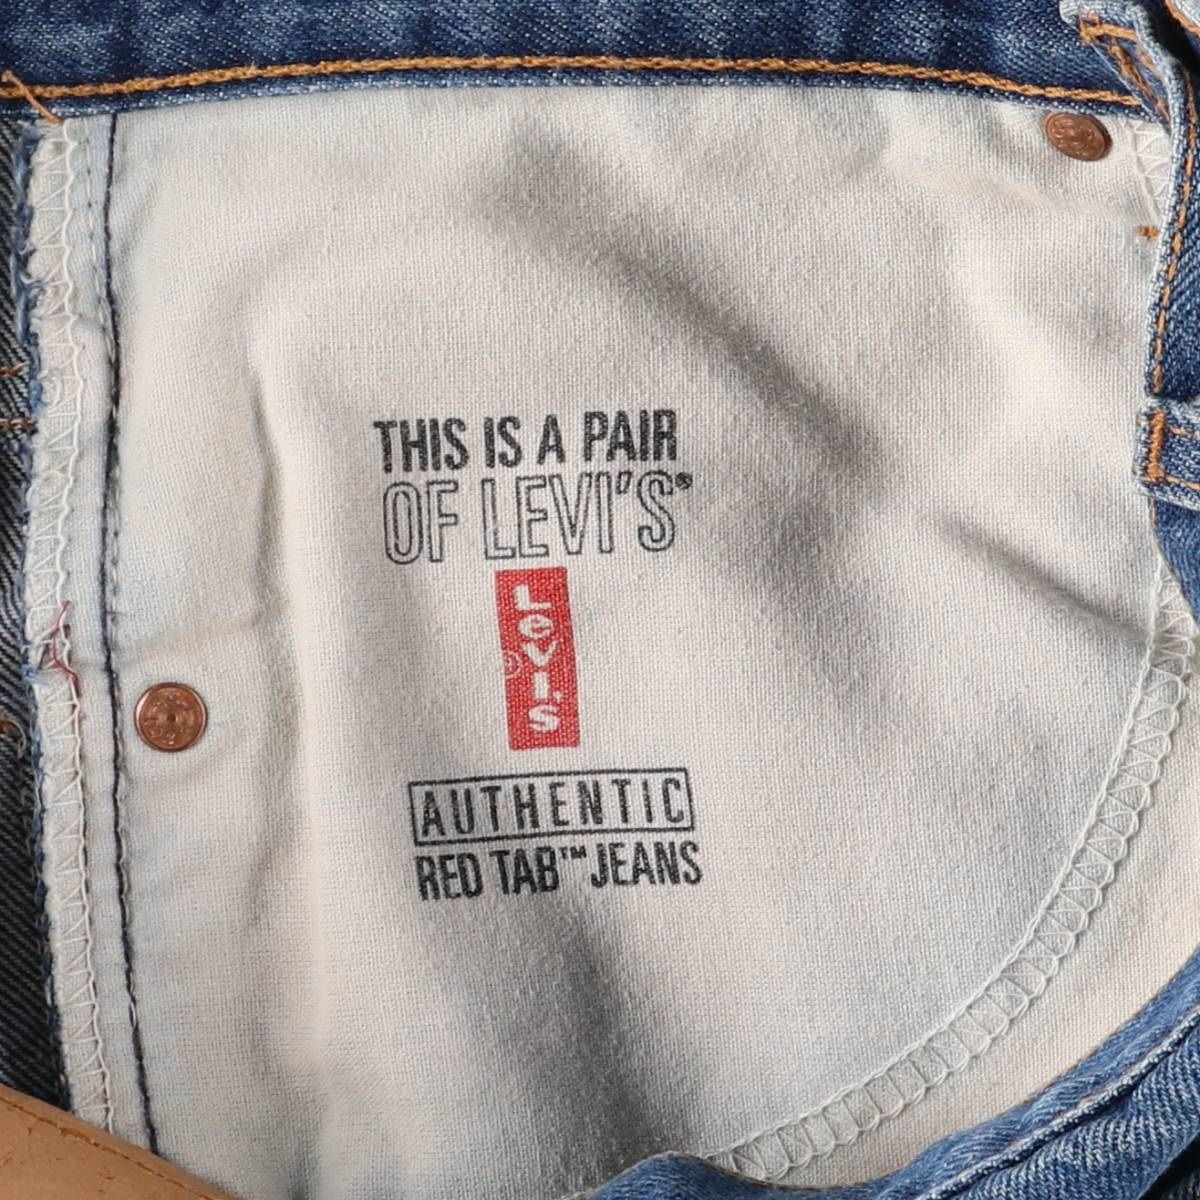 THIS IS A PAIR
OF LEVI'S®
LeVI'S
®
AUTHENTIC
RED TAB™ JEANS